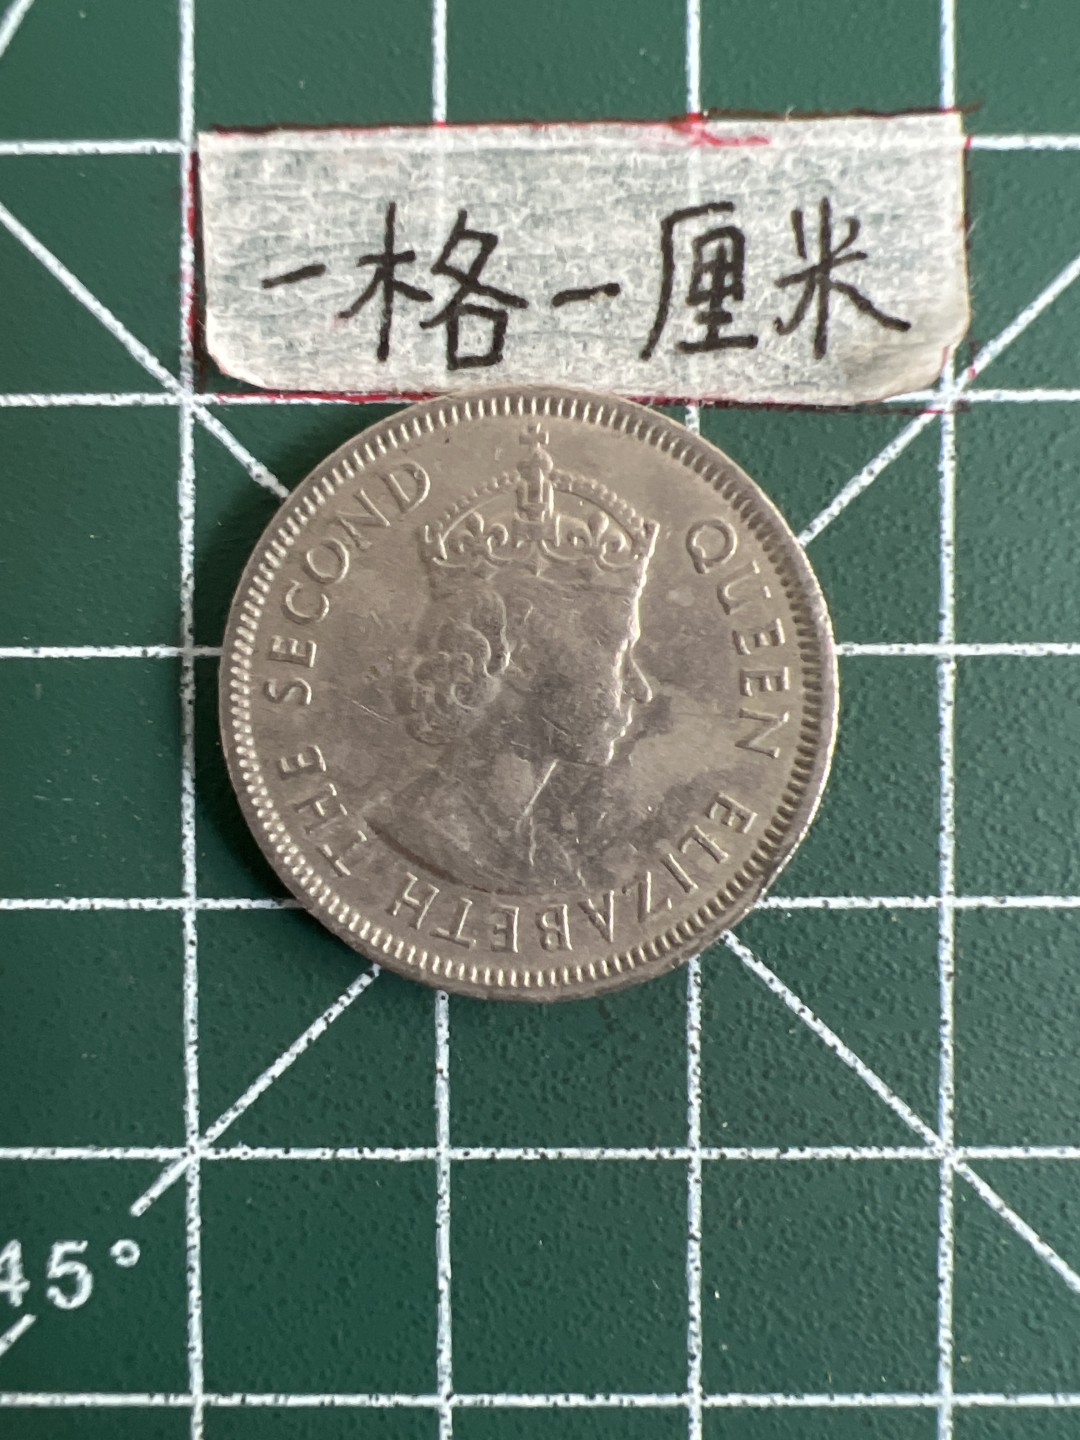 一格一厘米
QUEEN ELIZABETH THE SECOND
45°